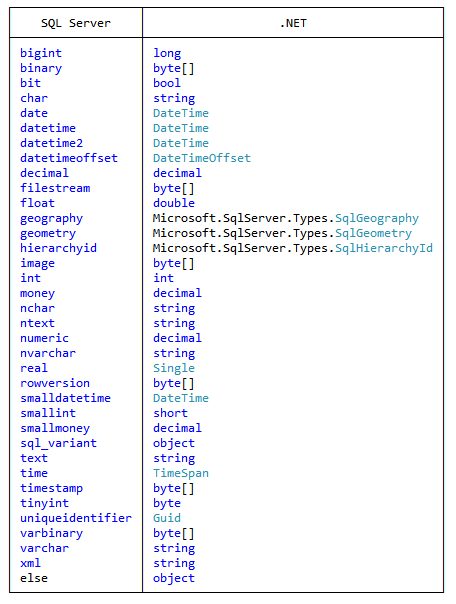 SQL Server .NET
bigint long
binary byte[]
bit bool
char string
date DateTime
datetime DateTime
datetime2 DateTime
datetimeoffset DateTimeOffset
decimal decimal
filestream byte[]
float double
geography Microsoft.SqlServer.Types.SqlGeography
geometry Microsoft.SqlServer.Types.SqlGeometry
hierarchyid Microsoft.SqlServer.Types.SqlHierarchyId
image byte[]
int int
money decimal
nchar string
ntext string
numeric decimal
nvarchar string
real Single
rowversion byte[]
smalldatetime DateTime
smallint short
smallmoney decimal
sql_variant object
text string
time TimeSpan
timestamp byte[]
tinyint byte
uniqueidentifier Guid
varbinary byte[]
varchar string
xml string
else object